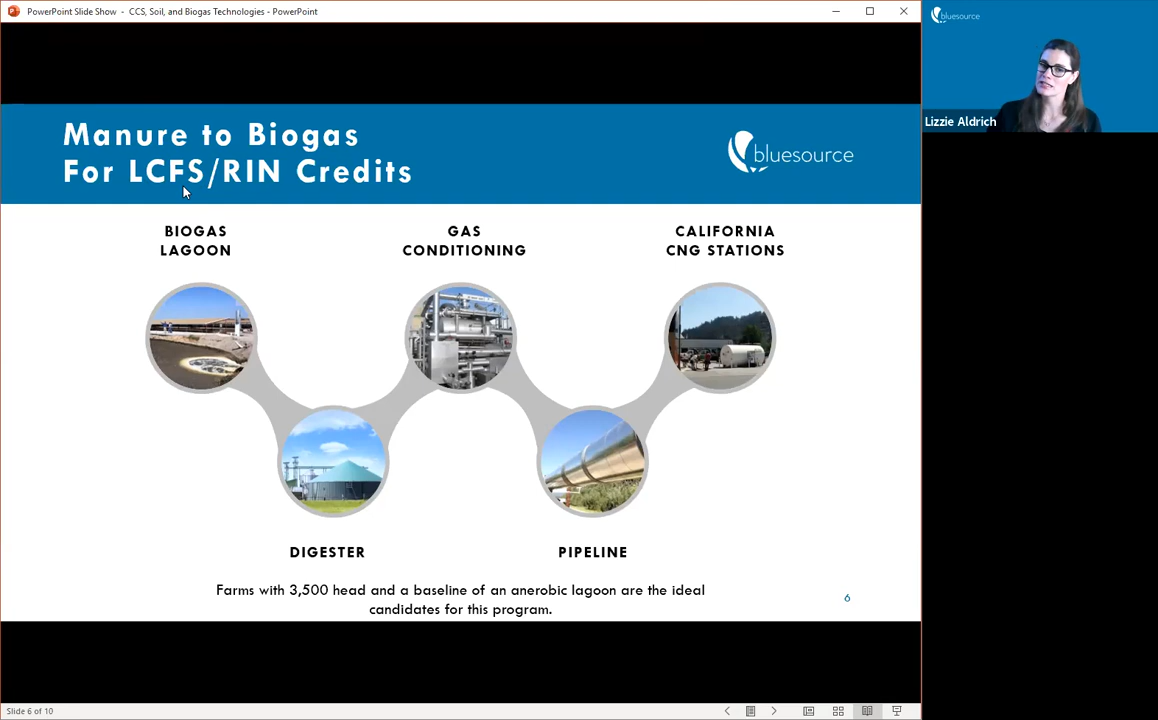 PowerPoint Slide Show - CCS, Soil, and Biogas Technologies - PowerPoint
bluesource
Lizzie Aldrich
Manure to Biogas
For LCFS/RIN Credits
bluesource
BIOGAS
LAGOON
GAS
CONDITIONING
CALIFORNIA
CNG STATIONS
DIGESTER
PIPELINE
Farms with 3,500 head and a baseline of an anerobic lagoon are the ideal
candidates for this program.
6
Slide 6 of 10